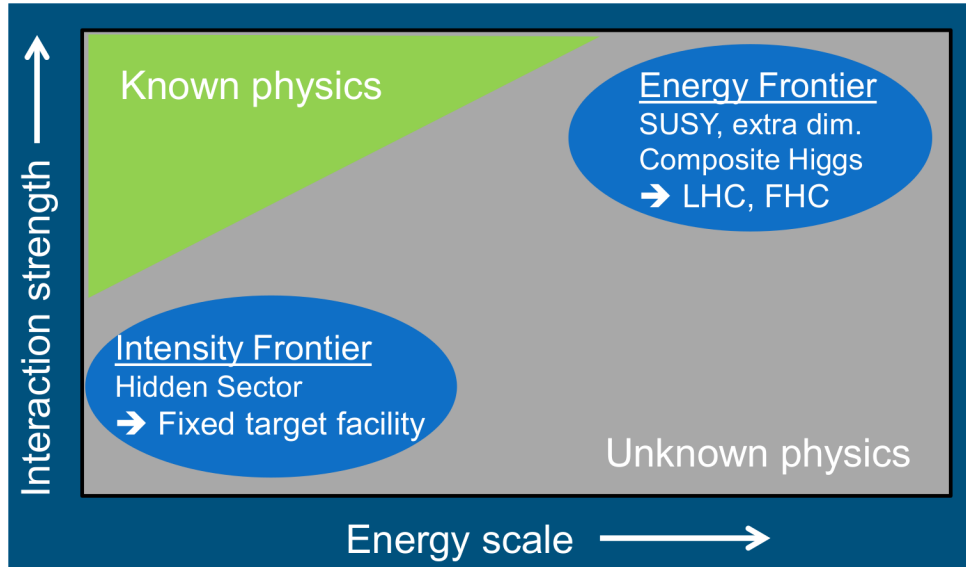 Interaction strength
Known physics
Energy Frontier
SUSY, extra dim.
Composite Higgs
➔ LHC, FHC
Intensity Frontier
Hidden Sector
➔ Fixed target facility
Unknown physics
Energy scale